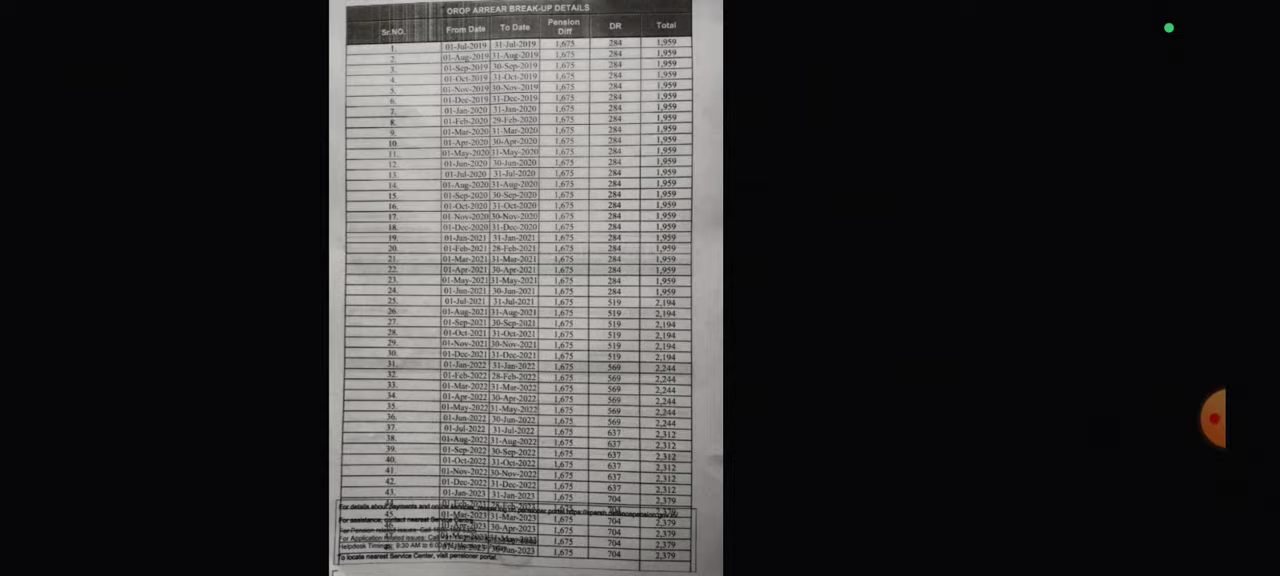 OROP ARREAR BREAK-UP DETAILS
Sr.NO. From Date To Date Pension Diff DR Total
1. 01-Jul-2019 31-Jul-2019 1,675 284 1,959
2. 01-Aug-2019 31-Aug-2019 1,675 284 1,959
3. 01-Sep-2019 30-Sep-2019 1,675 284 1,959
4. 01-Oct-2019 31-Oct-2019 1,675 284 1,959
5. 01-Nov-2019 30-Nov-2019 1,675 284 1,959
6. 01-Dec-2019 31-Dec-2019 1,675 284 1,959
7. 01-Jan-2020 31-Jan-2020 1,675 284 1,959
8. 01-Feb-2020 29-Feb-2020 1,675 284 1,959
9. 01-Mar-2020 31-Mar-2020 1,675 284 1,959
10. 01-Apr-2020 30-Apr-2020 1,675 284 1,959
11. 01-May-2020 31-May-2020 1,675 284 1,959
12. 01-Jun-2020 30-Jun-2020 1,675 284 1,959
13. 01-Jul-2020 31-Jul-2020 1,675 284 1,959
14. 01-Aug-2020 31-Aug-2020 1,675 284 1,959
15. 01-Sep-2020 30-Sep-2020 1,675 284 1,959
16. 01-Oct-2020 31-Oct-2020 1,675 284 1,959
17. 01-Nov-2020 30-Nov-2020 1,675 284 1,959
18. 01-Dec-2020 31-Dec-2020 1,675 284 1,959
19. 01-Jan-2021 31-Jan-2021 1,675 284 1,959
20. 01-Feb-2021 28-Feb-2021 1,675 284 1,959
21. 01-Mar-2021 31-Mar-2021 1,675 284 1,959
22. 01-Apr-2021 30-Apr-2021 1,675 284 1,959
23. 01-May-2021 31-May-2021 1,675 284 1,959
24. 01-Jun-2021 30-Jun-2021 1,675 284 1,959
25. 01-Jul-2021 31-Jul-2021 1,675 519 2,194
26. 01-Aug-2021 31-Aug-2021 1,675 519 2,194
27. 01-Sep-2021 30-Sep-2021 1,675 519 2,194
28. 01-Oct-2021 31-Oct-2021 1,675 519 2,194
29. 01-Nov-2021 30-Nov-2021 1,675 519 2,194
30. 01-Dec-2021 31-Dec-2021 1,675 519 2,194
31. 01-Jan-2022 31-Jan-2022 1,675 569 2,244
32. 01-Feb-2022 28-Feb-2022 1,675 569 2,244
33. 01-Mar-2022 31-Mar-2022 1,675 569 2,244
34. 01-Apr-2022 30-Apr-2022 1,675 569 2,244
35. 01-May-2022 31-May-2022 1,675 569 2,244
36. 01-Jun-2022 30-Jun-2022 1,675 569 2,244
37. 01-Jul-2022 31-Jul-2022 1,675 637 2,312
38. 01-Aug-2022 31-Aug-2022 1,675 637 2,312
39. 01-Sep-2022 30-Sep-2022 1,675 637 2,312
40. 01-Oct-2022 31-Oct-2022 1,675 637 2,312
41. 01-Nov-2022 30-Nov-2022 1,675 637 2,312
42. 01-Dec-2022 31-Dec-2022 1,675 637 2,312
43. 01-Jan-2023 31-Jan-2023 1,675 704 2,379
For details about payments and
1,675 704 2,379
45. 01-Mar-2023 31-Mar-2023 1,675 704 2,379
For assistance, contact nearest Service Centre
30-Apr-2023 1,675 704 2,379
For Pension related issues: Call
For Application related issues: Call
1,675 704 2,379
Helpdesk Timings: 9:30 AM to
1,675 704 2,379
To locate nearest Service Center, visit pensioner portal.